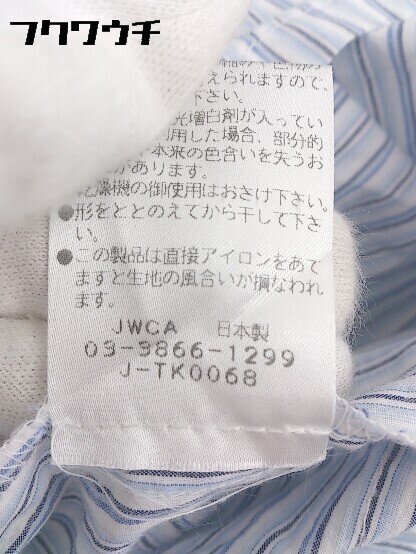 フクワウチ
えられますので、
下さい。
光増白剤が入ってい
用した場合、部分的
本来の色合いを失うお
があります。
乾燥機の御使用はおさけ下さい。
●形をととのえてから干して下さ
い。
●この製品は直接アイロンをあて
ますと生地の風合いが損なわれ
ます。
JWCA 日本製
03-3866-1299
J-TK0068